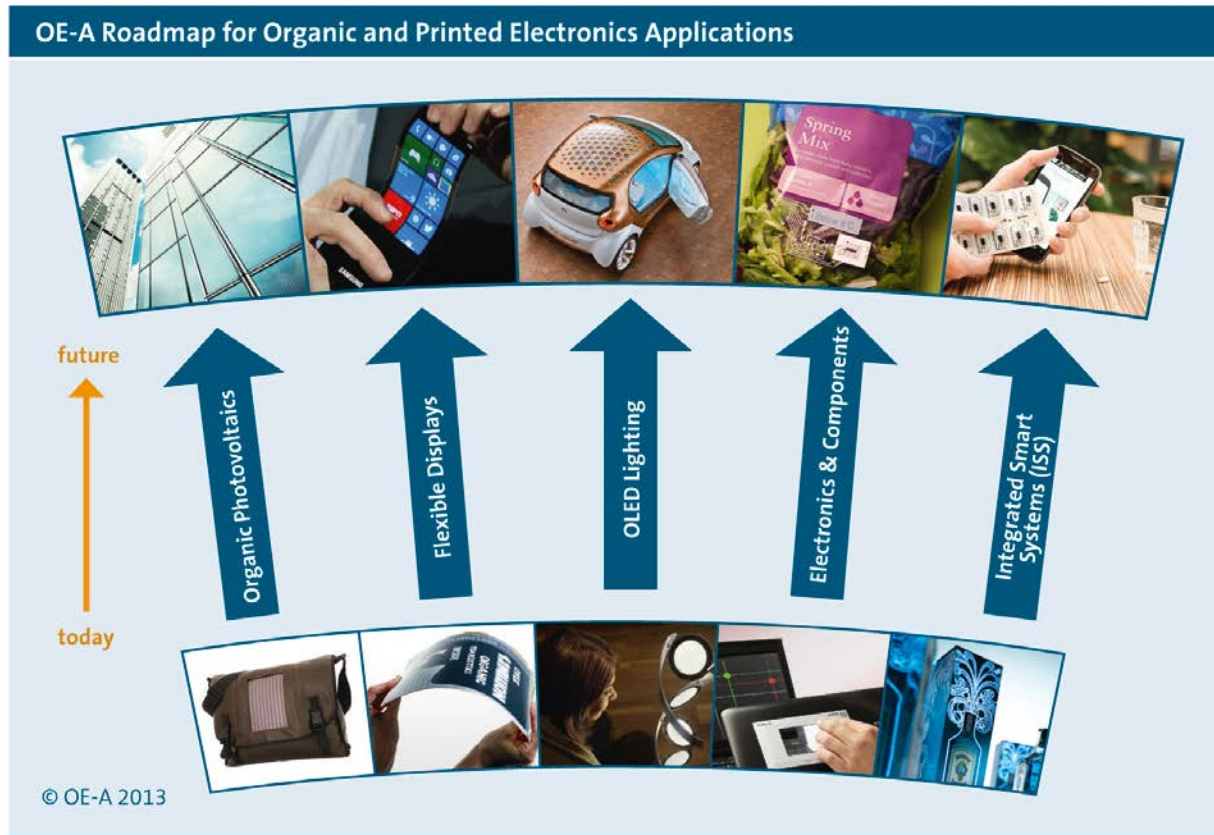 OE-A Roadmap for Organic and Printed Electronics Applications
Spring
Mix
SAMSUNG
future
today
Organic Photovoltaics
Flexible Displays
OLED Lighting
Electronics & Components
Integrated Smart
Systems (ISS)
ORGANIC
© OE-A 2013